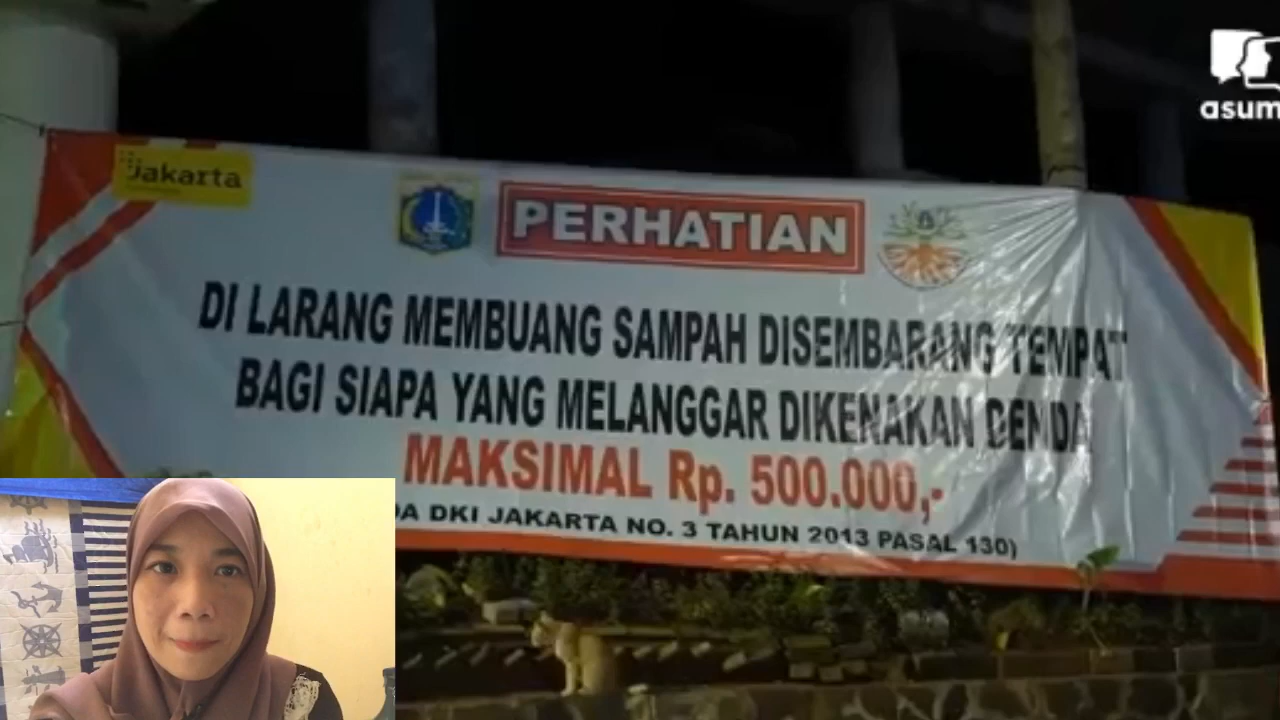 asum
Jakarta
PERHATIAN
DI LARANG MEMBUANG SAMPAH DISEMBARANG TEMPAT
BAGI SIAPA YANG MELANGGAR DIKENAKAN DENDA
MAKSIMAL Rp. 500.000,-
DA DKI JAKARTA NO. 3 TAHUN 2013 PASAL 130)